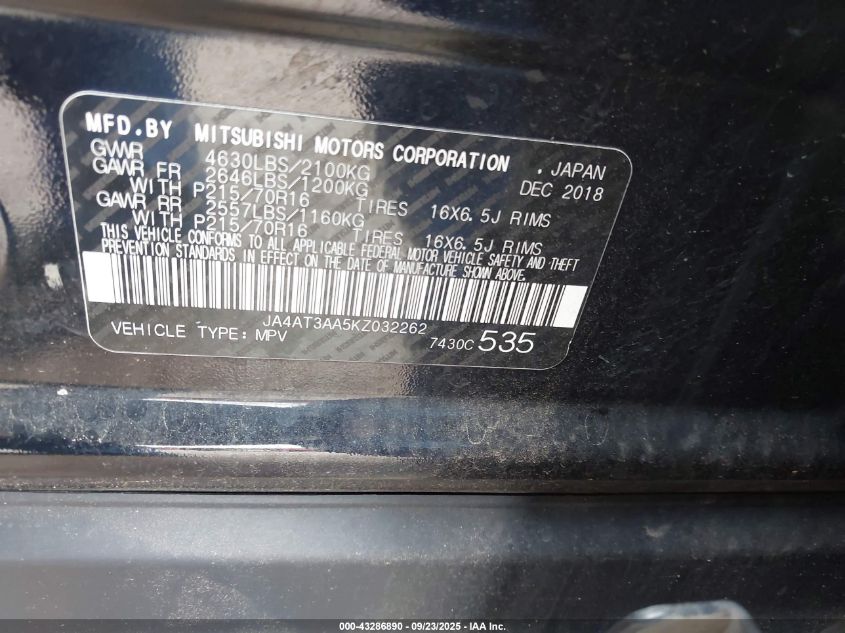 MFD.BY MITSUBISHI MOTORS CORPORATION . JAPAN
GVWR 4630LBS/2100KG DEC 2018
GAWR FR 2646LBS/1200KG
WITH P215/70R16 TIRES 16X6.5J RIMS
GAWR RR 2557LBS/1160KG
WITH P215/70R16 TIRES 16X6.5J RIMS
THIS VEHICLE CONFORMS TO ALL APPLICABLE FEDERAL MOTOR VEHICLE SAFETY AND THEFT
PREVENTION STANDARDS IN EFFECT ON THE DATE OF MANUFACTURE SHOWN ABOVE.
JA4AT3AA5KZ032262
VEHICLE TYPE: MPV 7430C 535
000-43286890 - 09/23/2025 - IAA Inc.